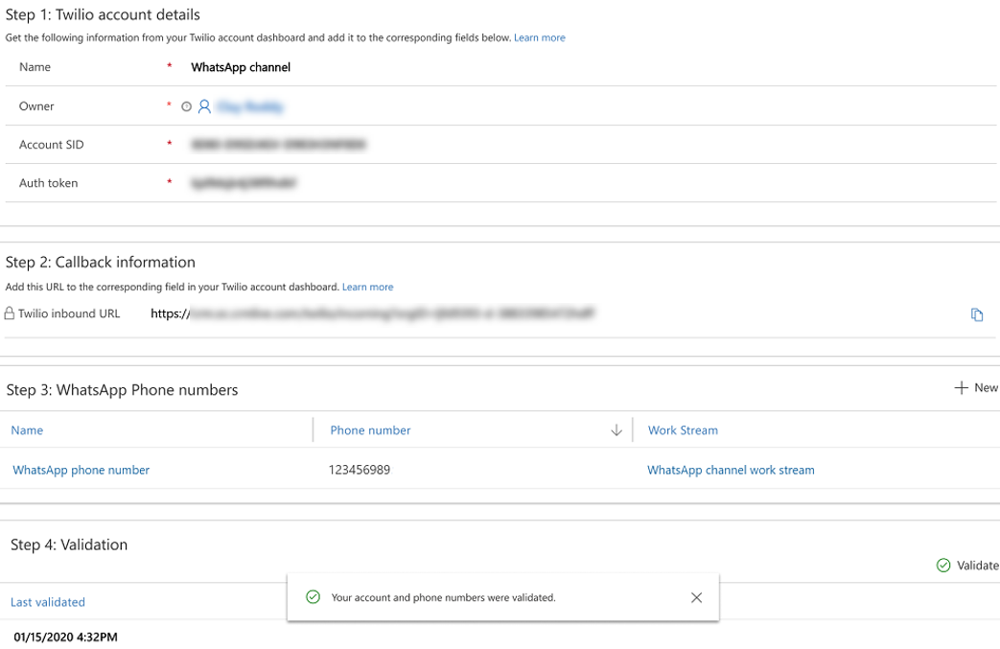 Step 1: Twilio account details
Get the following information from your Twilio account dashboard and add it to the corresponding fields below. Learn more
Name * WhatsApp channel
Owner *
Account SID *
Auth token *
Step 2: Callback information
Add this URL to the corresponding field in your Twilio account dashboard. Learn more
Twilio inbound URL https://
Step 3: WhatsApp Phone numbers
+ New
Name Phone number Work Stream
WhatsApp phone number 123456989 WhatsApp channel work stream
Step 4: Validation
Validate
Your account and phone numbers were validated.
Last validated
01/15/2020 4:32PM